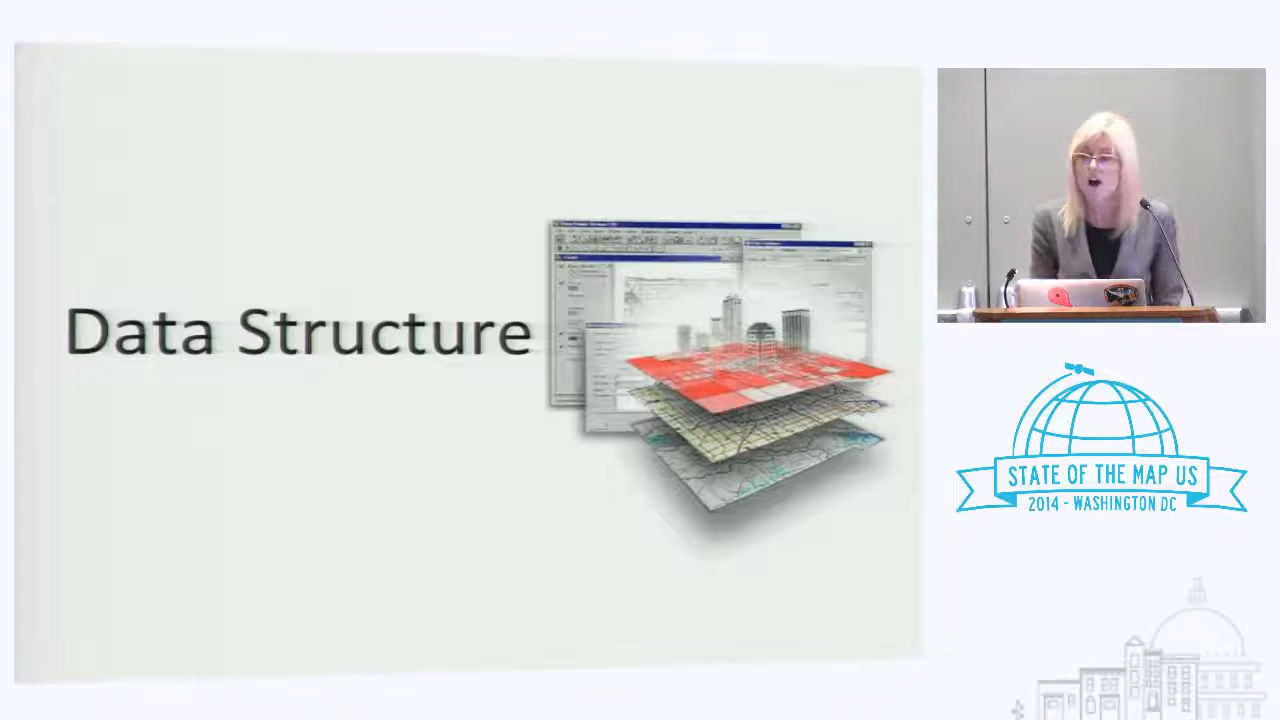 Data Structure
STATE OF THE MAP US
2014 - WASHINGTON DC